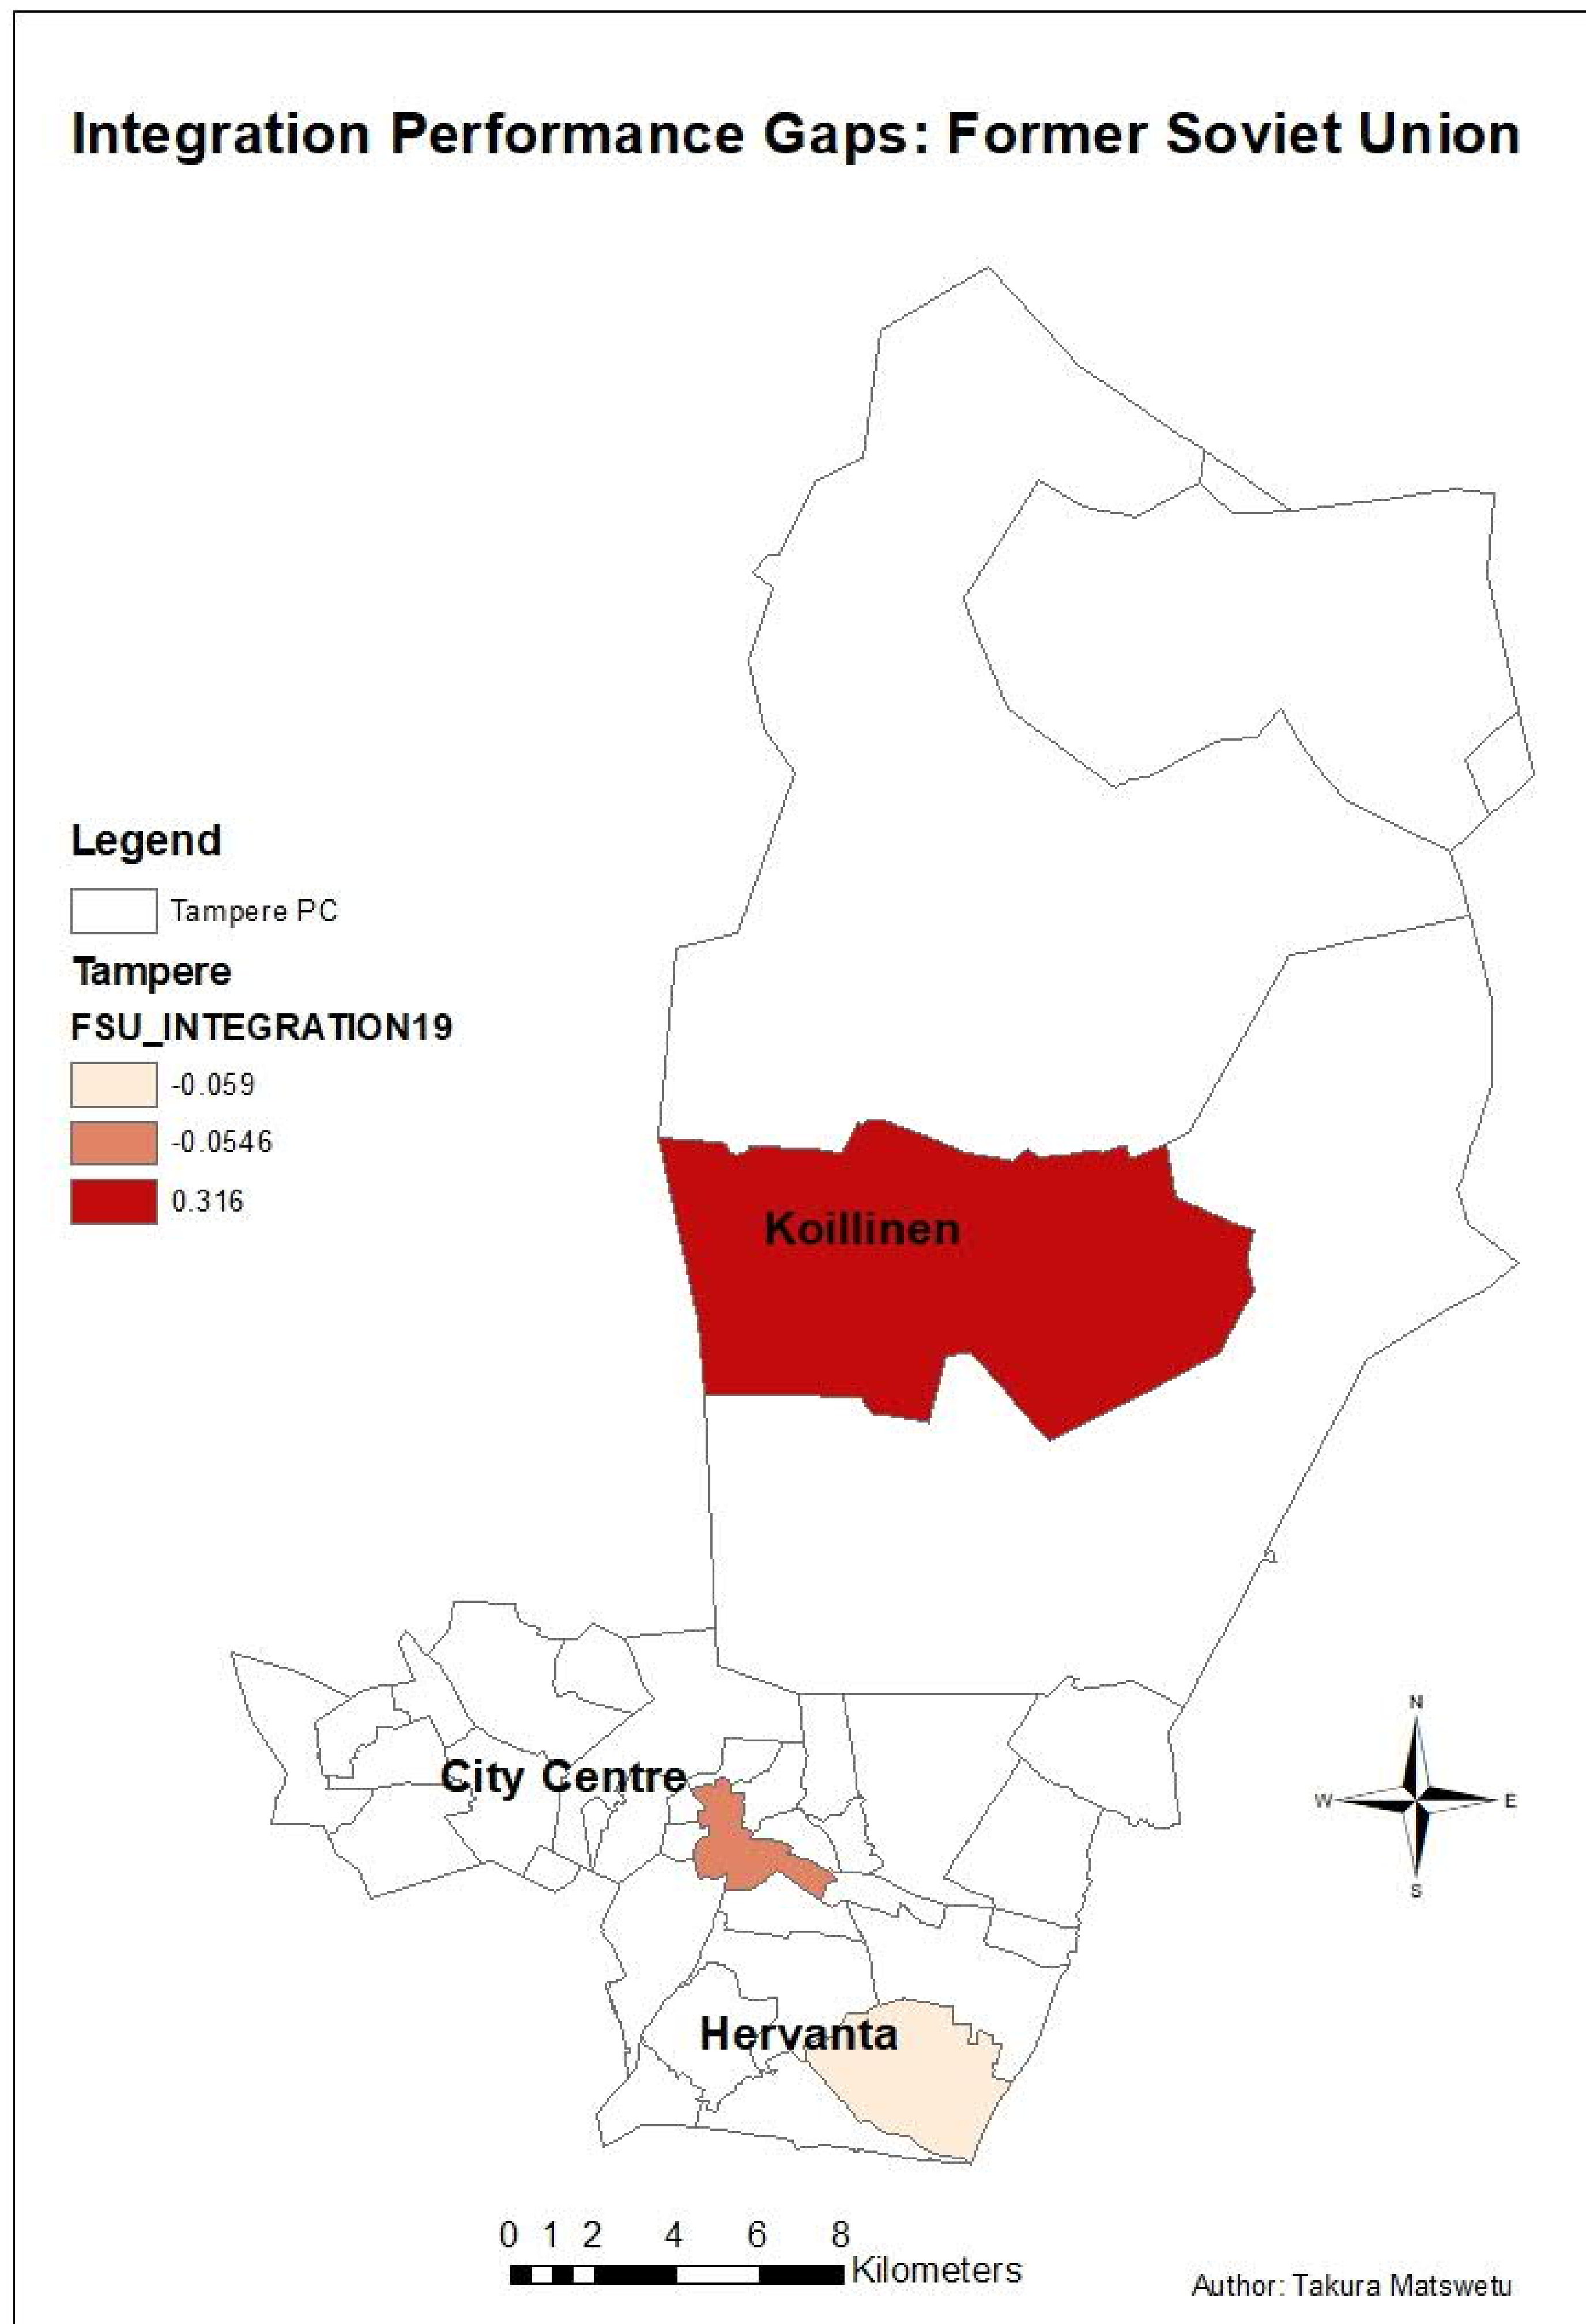 Integration Performance Gaps: Former Soviet Union
Legend
Tampere PC
Tampere
FSU_INTEGRATION19
-0.059
-0.0546
0.316
Koillinen
City Centre
Hervanta
N
W E
S
0 1 2 4 6 8
Kilometers
Author: Takura Matswetu